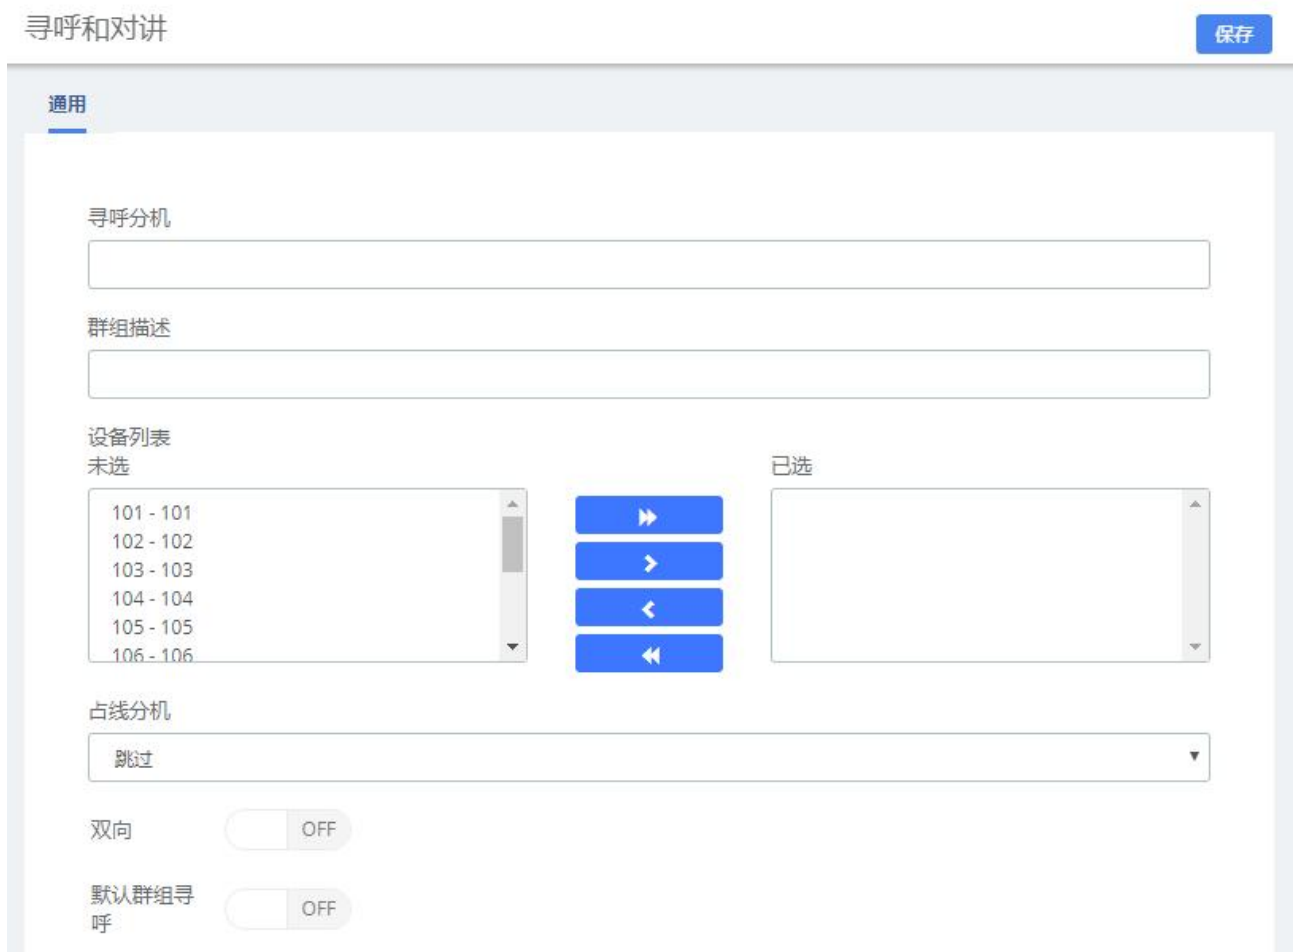 寻呼和对讲
保存
通用
寻呼分机
群组描述
设备列表
未选
已选
101 - 101
102 - 102
103 - 103
104 - 104
105 - 105
106 - 106
占线分机
跳过
双向
OFF
默认群组寻
呼
OFF